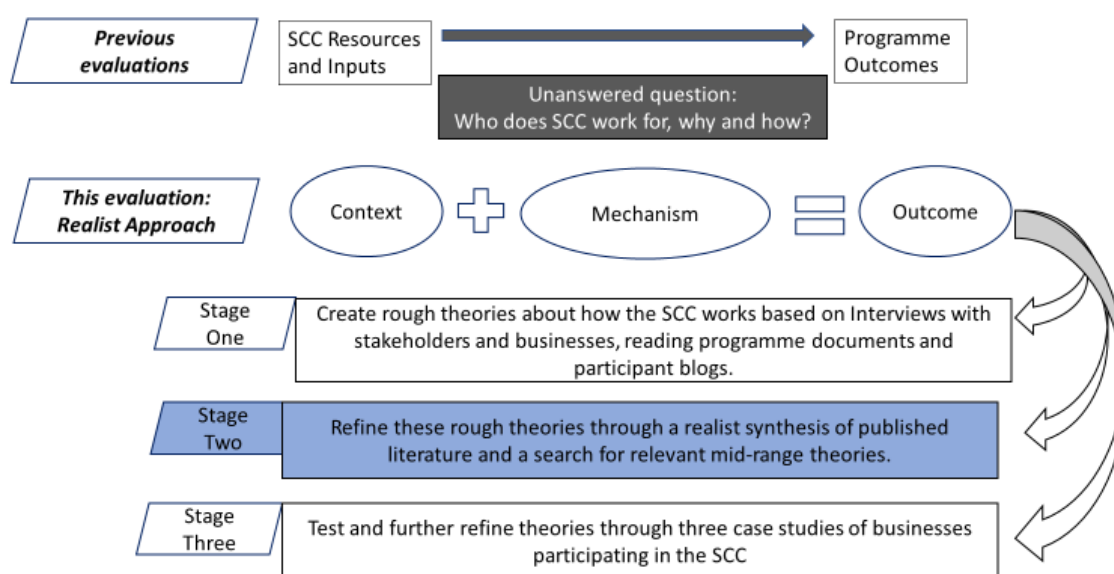 Previous
evaluations
SCC Resources
and Inputs
Programme
Outcomes
Unanswered question:
Who does SCC work for, why and how?
This evaluation:
Realist Approach
Context
Mechanism
Outcome
Stage
One
Create rough theories about how the SCC works based on Interviews with
stakeholders and businesses, reading programme documents and
participant blogs.
Stage
Two
Refine these rough theories through a realist synthesis of published
literature and a search for relevant mid-range theories.
Stage
Three
Test and further refine theories through three case studies of businesses
participating in the SCC